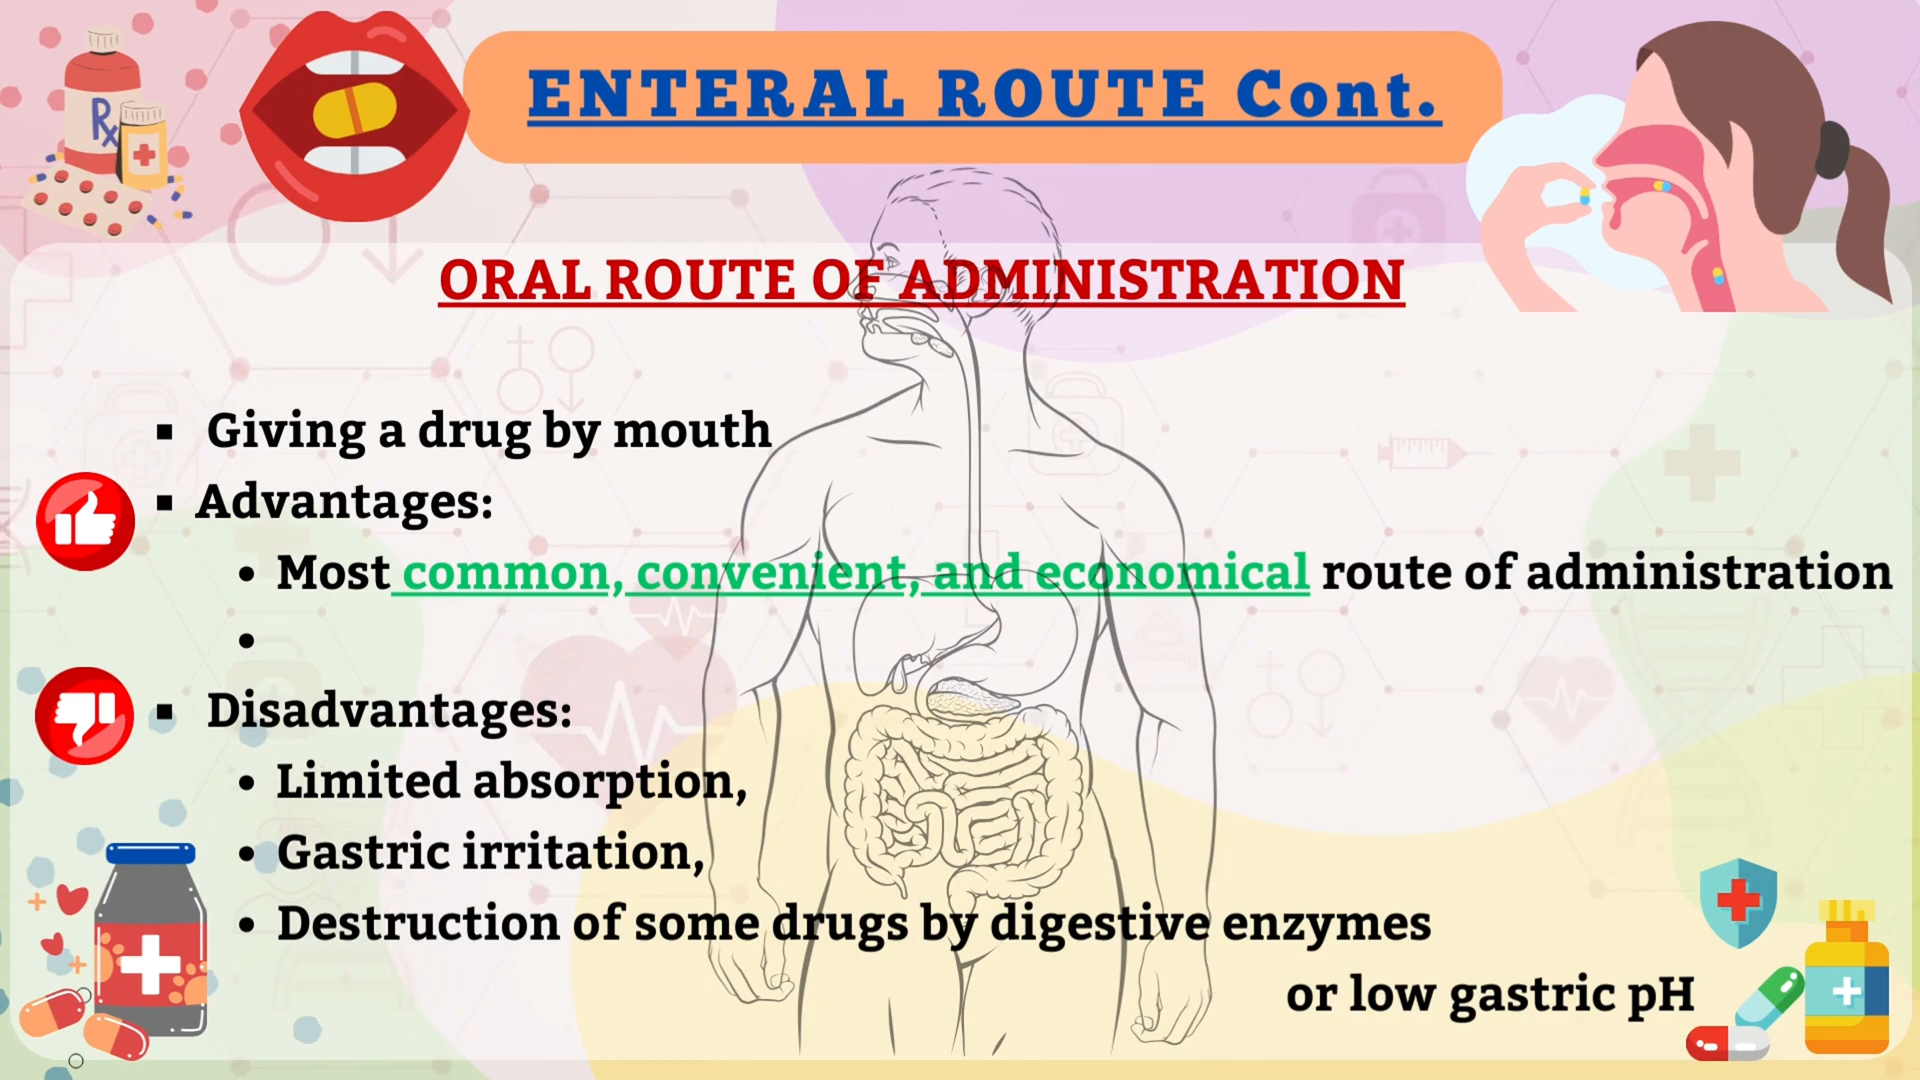 ENTERAL ROUTE Cont.
ORAL ROUTE OF ADMINISTRATION
▪ Giving a drug by mouth
▪ Advantages:
• Most common, convenient, and economical route of administration
•
▪ Disadvantages:
• Limited absorption,
• Gastric irritation,
• Destruction of some drugs by digestive enzymes
or low gastric pH
Rx